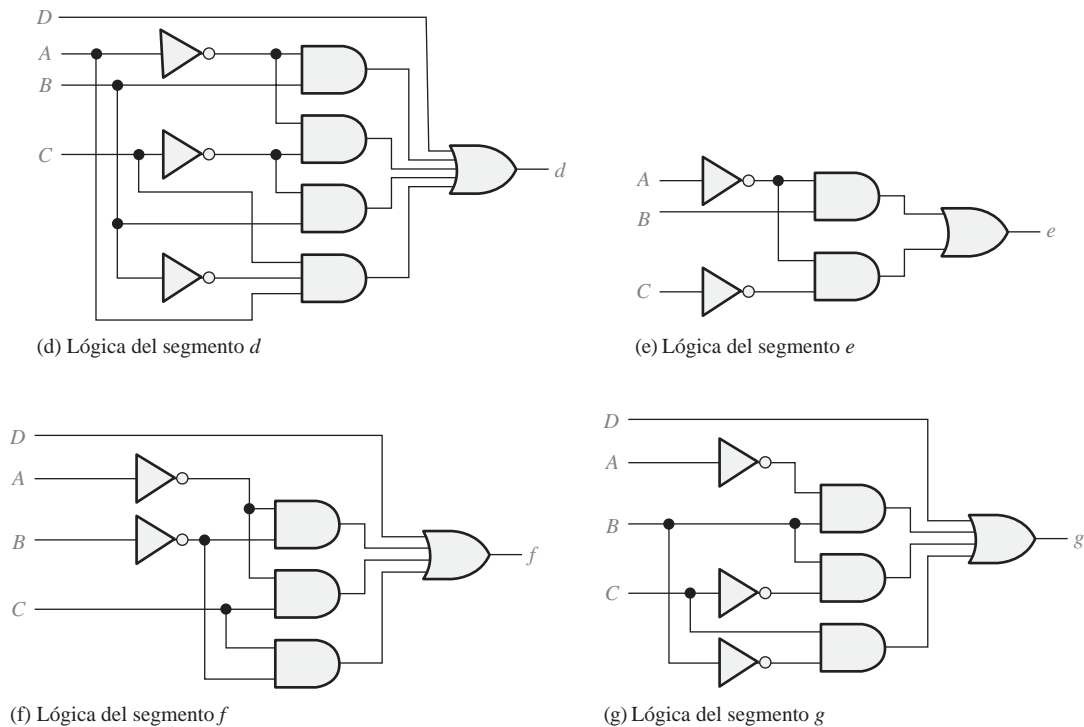 D
A
B
C
d
(d) Lógica del segmento d
A
B
C
e
(e) Lógica del segmento e
D
A
B
C
f
(f) Lógica del segmento f
D
A
B
C
g
(g) Lógica del segmento g